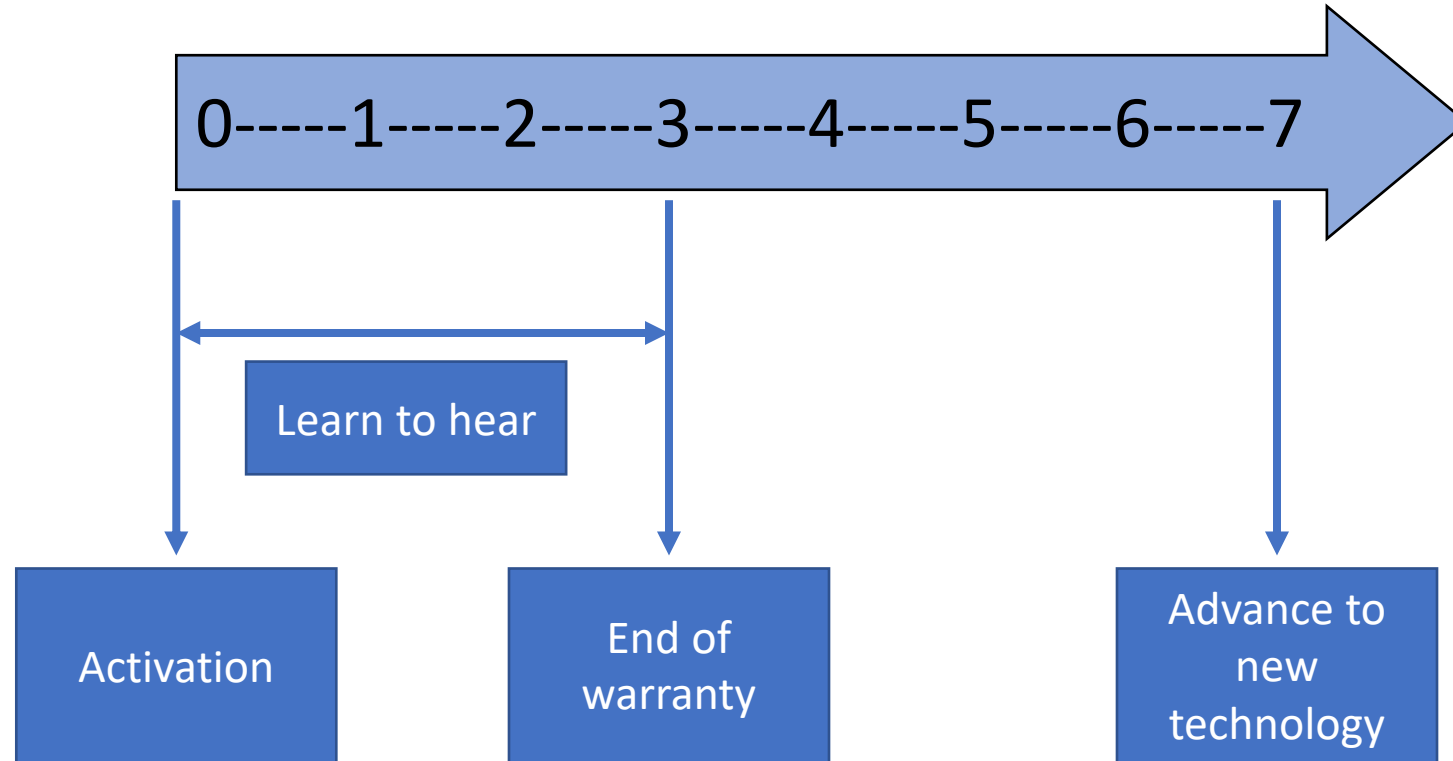 0-----1-----2-----3-----4-----5-----6-----7
Learn to hear
Activation
End of
warranty
Advance to
new
technology